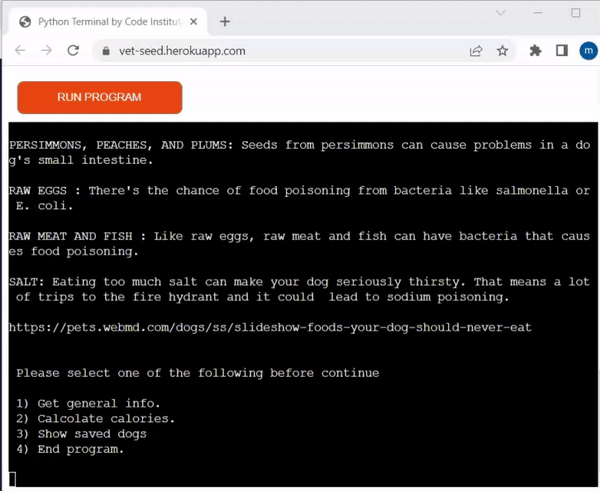 Python Terminal by Code Institut
vet-seed.herokuapp.com
m
RUN PROGRAM
PERSIMMONS, PEACHES, AND PLUMS: Seeds from persimmons can cause problems in a do
g's small intestine.
RAW EGGS : There's the chance of food poisoning from bacteria like salmonella or
E. coli.
RAW MEAT AND FISH : Like raw eggs, raw meat and fish can have bacteria that caus
es food poisoning.
SALT: Eating too much salt can make your dog seriously thirsty. That means a lot
of trips to the fire hydrant and it could  lead to sodium poisoning.
https://pets.webmd.com/dogs/ss/slideshow-foods-your-dog-should-never-eat
Please select one of the following before continue
1) Get general info.
2) Calcolate calories.
3) Show saved dogs
4) End program.